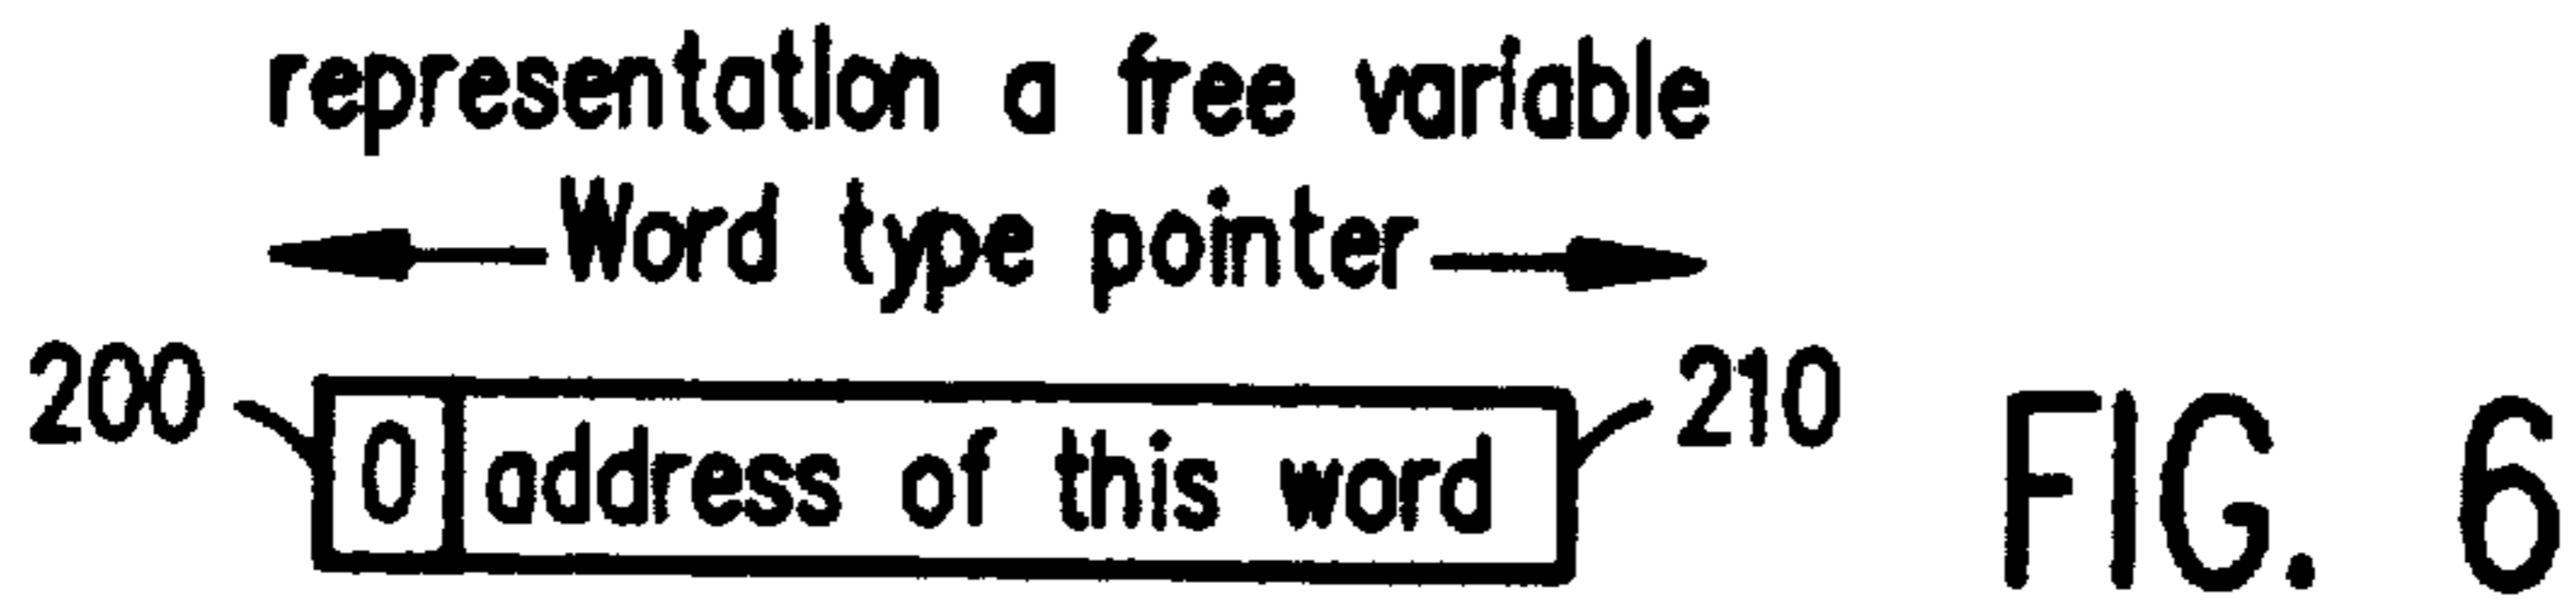 representation a free variable
Word type pointer
200
0 address of this word
210
FIG. 6